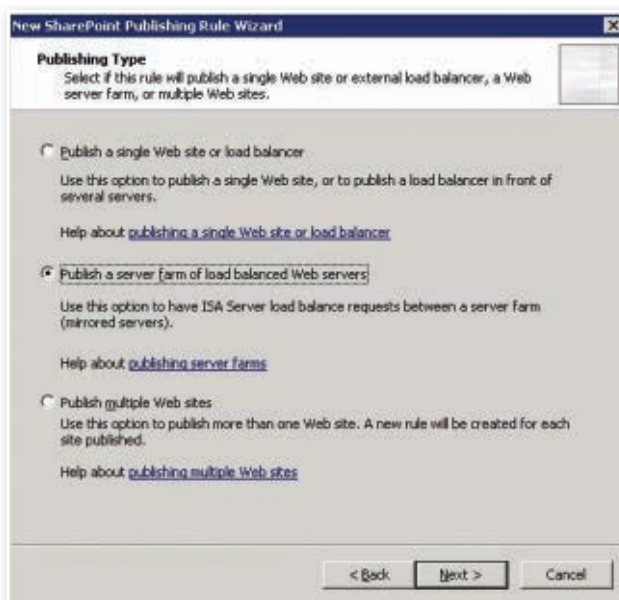 New SharePoint Publishing Rule Wizard
Publishing Type
Select if this rule will publish a single Web site or external load balancer, a Web
server farm, or multiple Web sites.
Publish a single Web site or load balancer
Use this option to publish a single Web site, or to publish a load balancer in front of
several servers.
Help about publishing a single Web site or load balancer
Publish a server farm of load balanced Web servers
Use this option to have ISA Server load balance requests between a server farm
(mirrored servers).
Help about publishing server farms
Publish multiple Web sites
Use this option to publish more than one Web site. A new rule will be created for each
site published.
Help about publishing multiple Web sites
< Back
Next >
Cancel